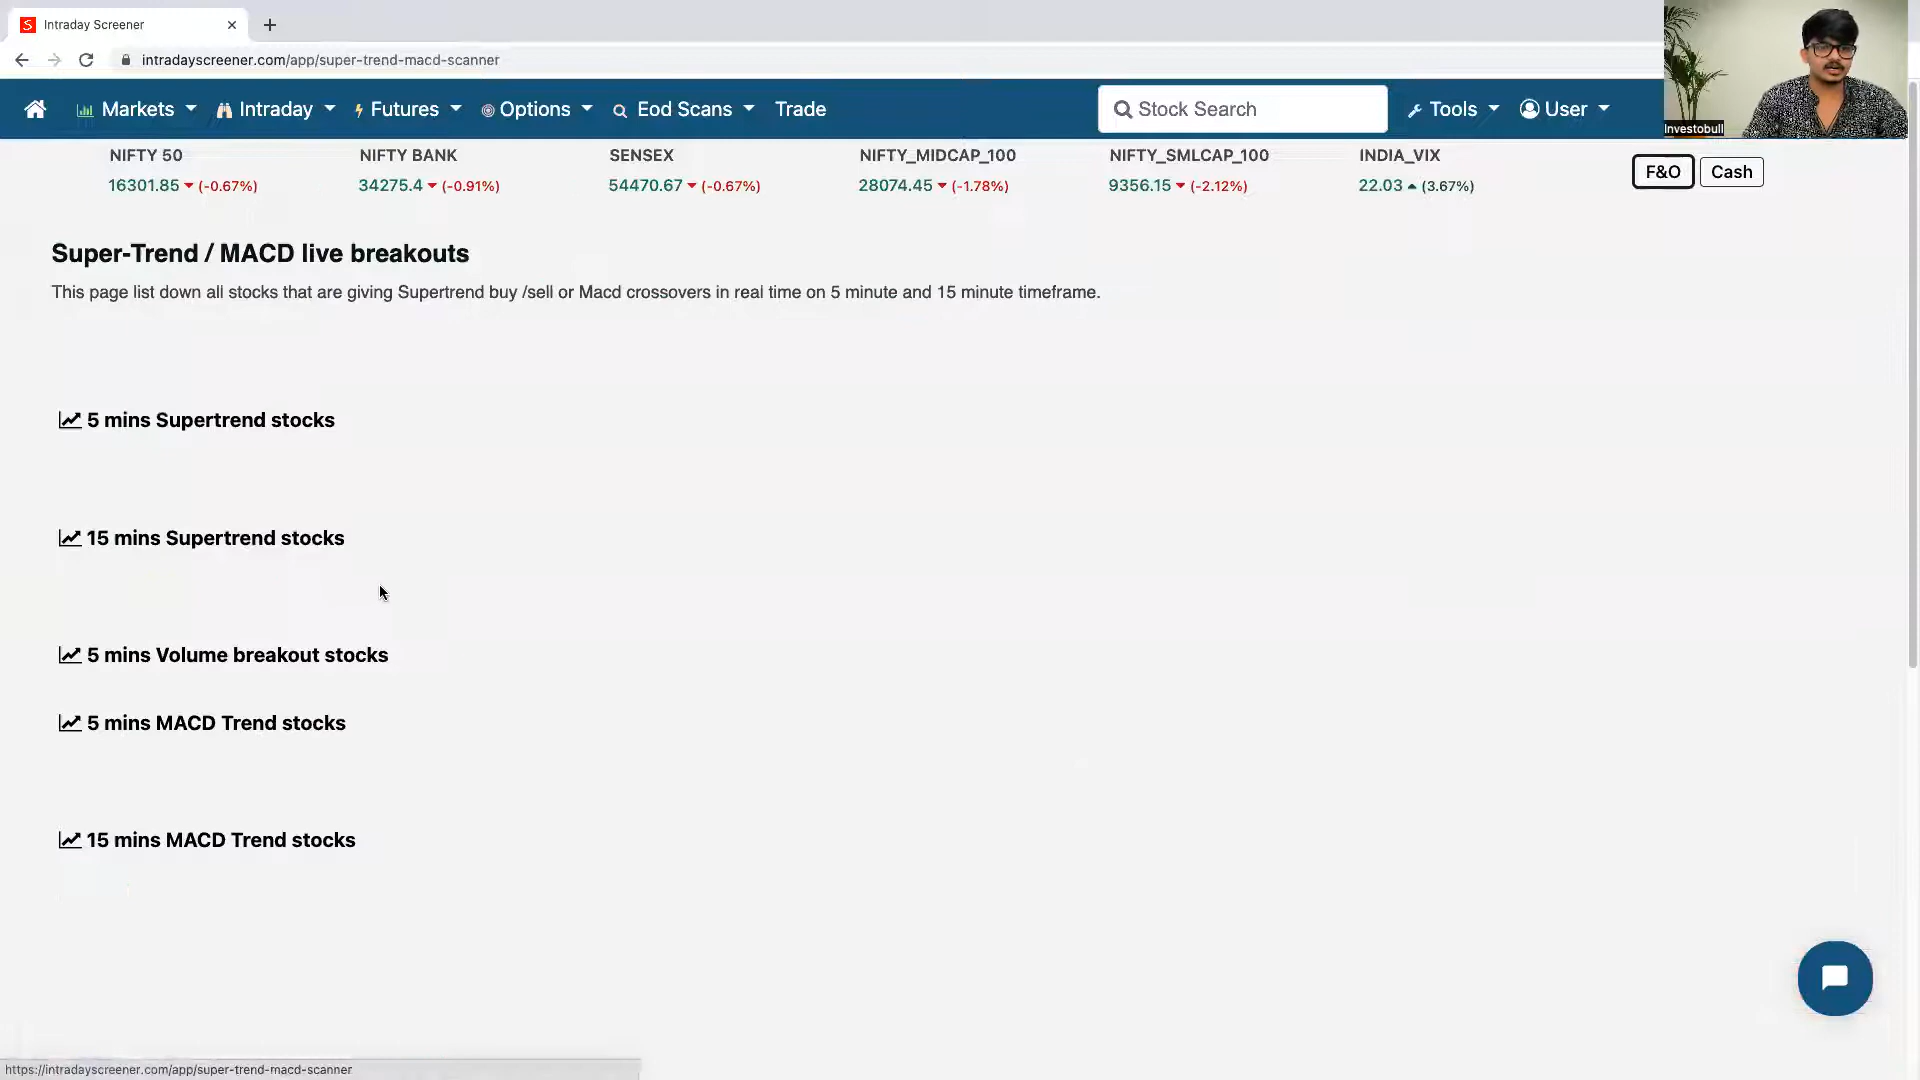 Intraday Screener
intradayscreener.com/app/super-trend-macd-scanner
Markets Intraday Futures Options Eod Scans Trade Stock Search Tools User
Investobull
NIFTY 50 NIFTY BANK SENSEX NIFTY_MIDCAP_100 NIFTY_SMLCAP_100 INDIA_VIX
16301.85 (-0.67%) 34275.4 (-0.91%) 54470.67 (-0.67%) 28074.45 (-1.78%) 9356.15 (-2.12%) 22.03 (3.67%)
F&O Cash
Super-Trend / MACD live breakouts
This page list down all stocks that are giving Supertrend buy /sell or Macd crossovers in real time on 5 minute and 15 minute timeframe.
5 mins Supertrend stocks
15 mins Supertrend stocks
5 mins Volume breakout stocks
5 mins MACD Trend stocks
15 mins MACD Trend stocks
https://intradayscreener.com/app/super-trend-macd-scanner